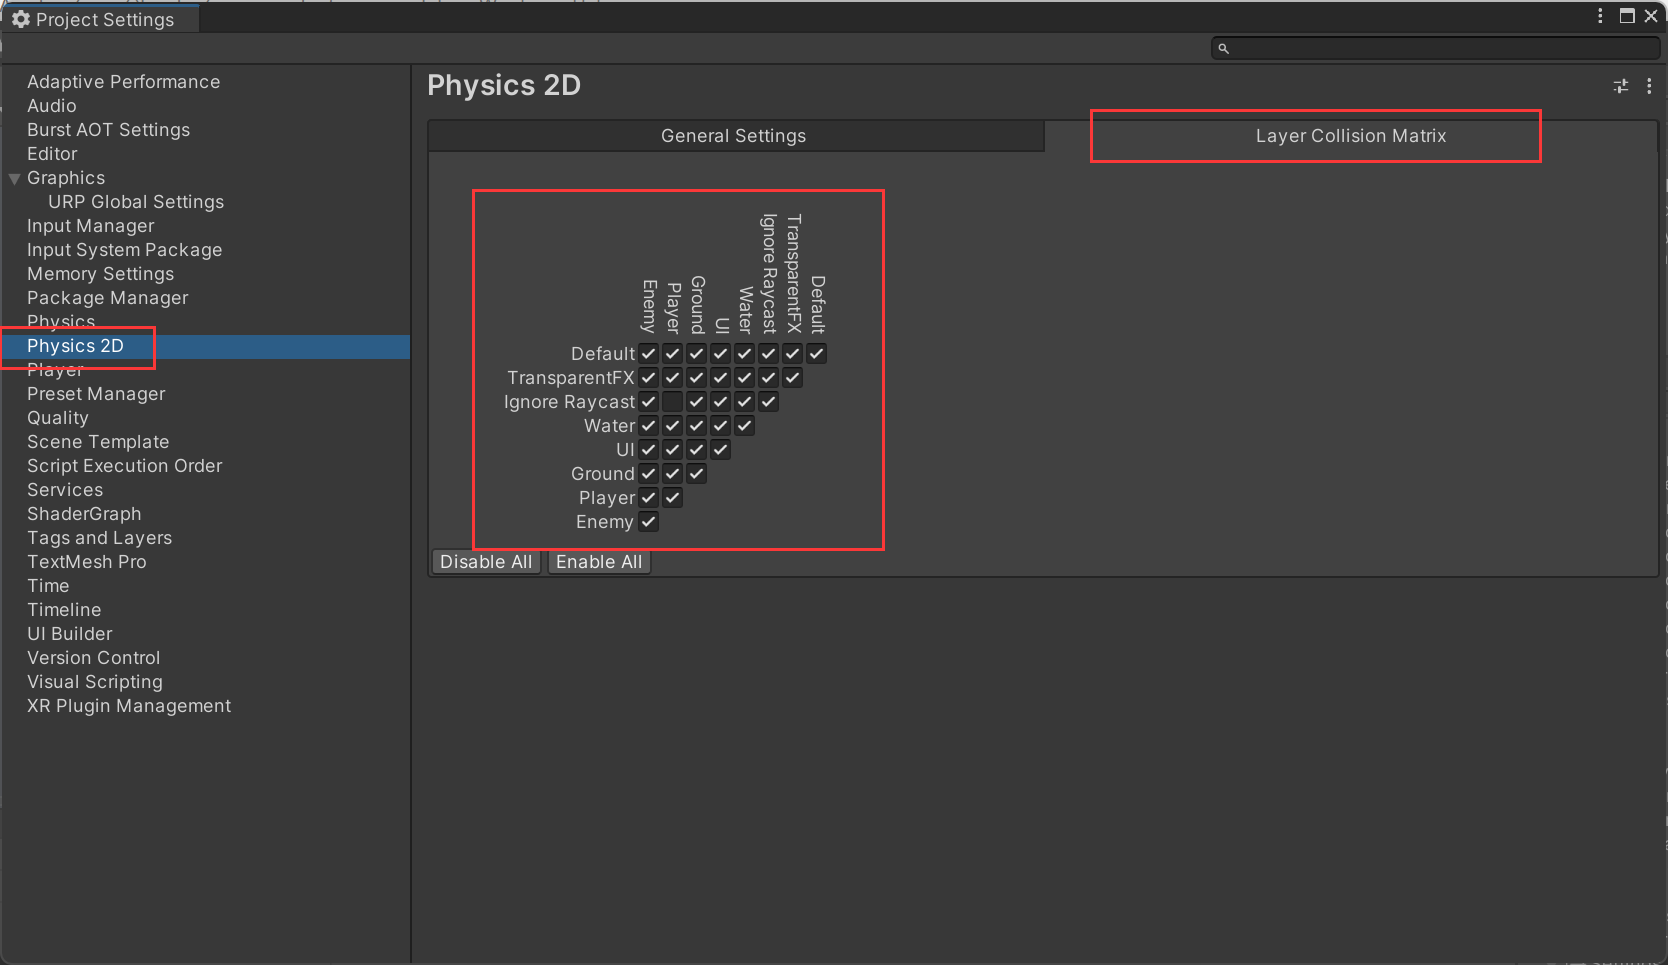 Project Settings
Adaptive Performance
Audio
Burst AOT Settings
Editor
Graphics
URP Global Settings
Input Manager
Input System Package
Memory Settings
Package Manager
Physics
Physics 2D
Player
Preset Manager
Quality
Scene Template
Script Execution Order
Services
ShaderGraph
Tags and Layers
TextMesh Pro
Time
Timeline
UI Builder
Version Control
Visual Scripting
XR Plugin Management
Physics 2D
General Settings
Layer Collision Matrix
Enemy
Player
Ground
UI
Water
Ignore Raycast
TransparentFX
Default
Default
TransparentFX
Ignore Raycast
Water
UI
Ground
Player
Enemy
Disable All
Enable All